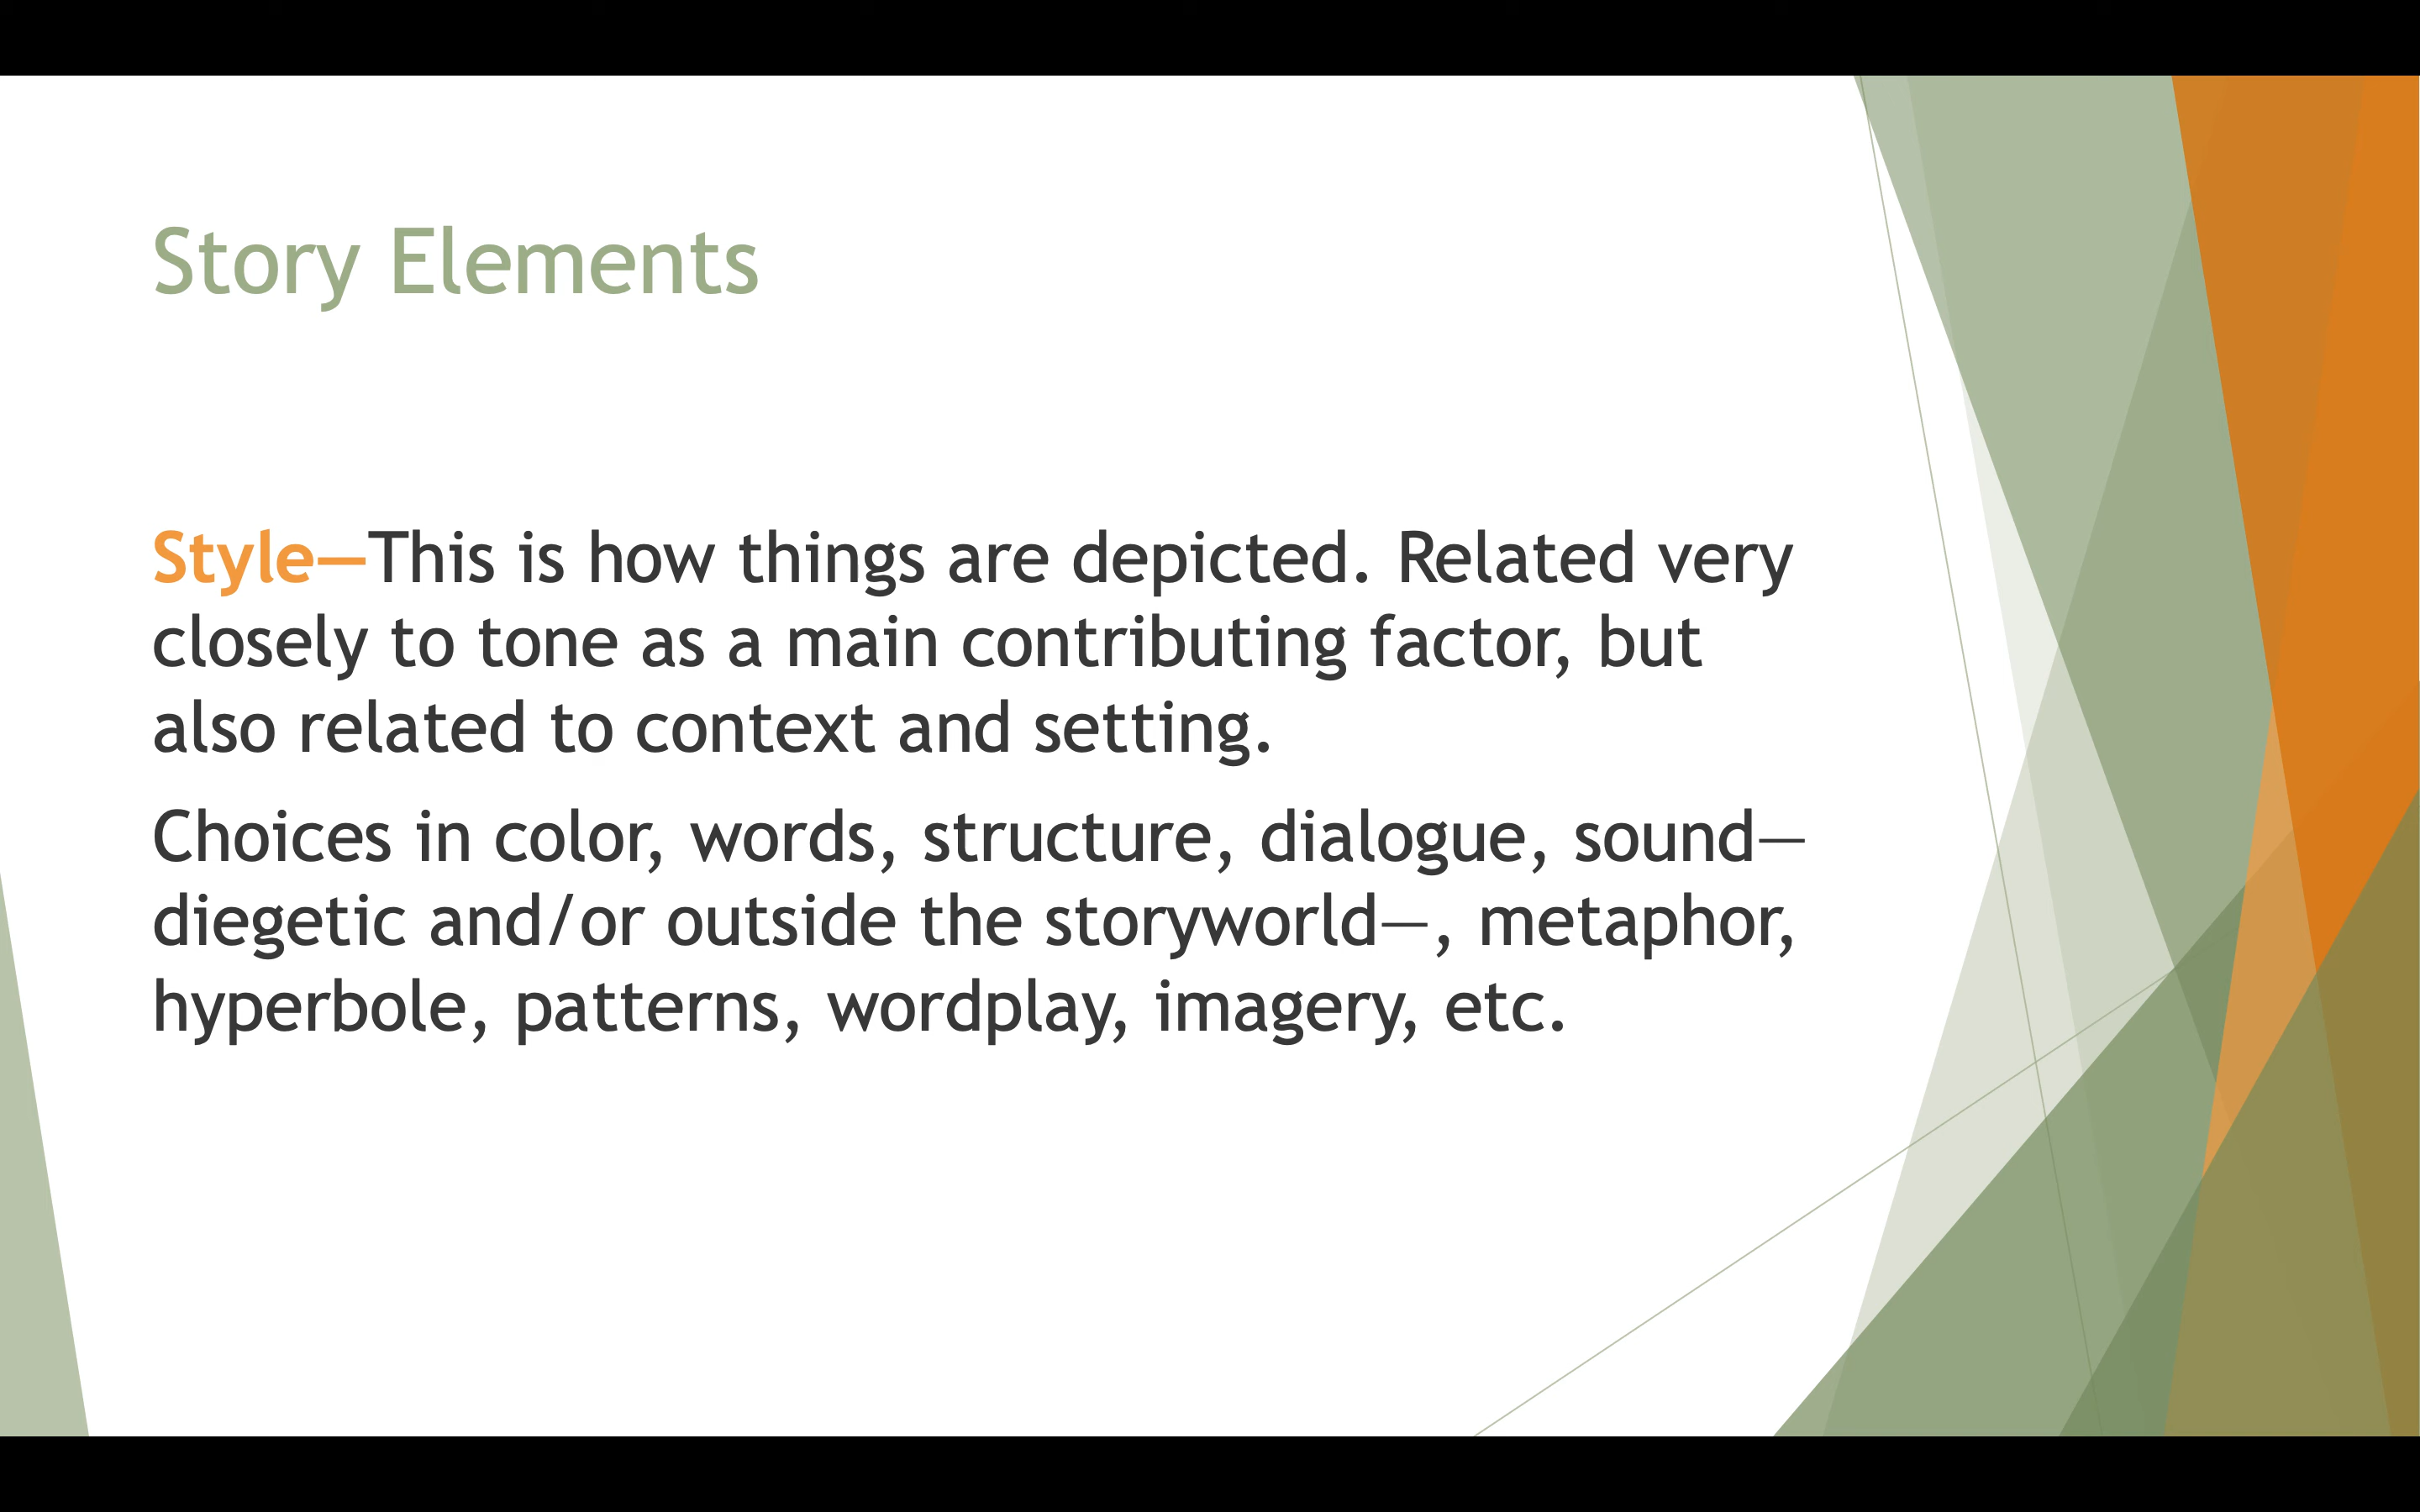 Story Elements
Style—This is how things are depicted. Related very
closely to tone as a main contributing factor, but
also related to context and setting.
Choices in color, words, structure, dialogue, sound—
diegetic and/or outside the storyworld—, metaphor,
hyperbole, patterns, wordplay, imagery, etc.